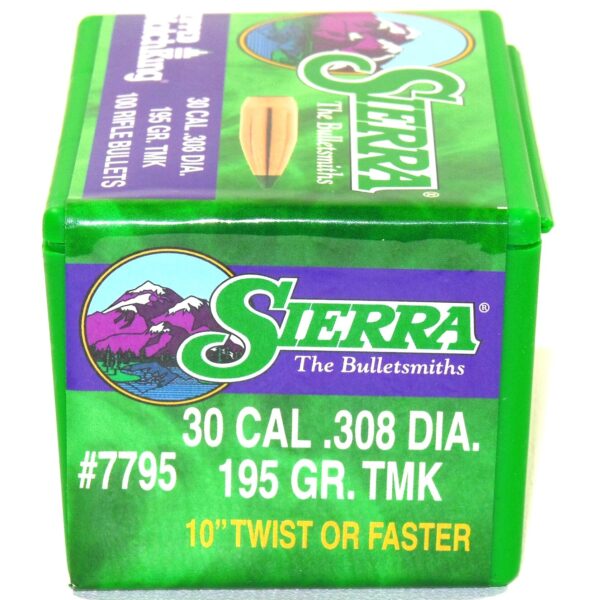 SIERRA®
The Bulletsmiths
30 CAL .308 DIA.
195 GR. TMK
100 RIFLE BULLETS
SIERRA®
The Bulletsmiths
30 CAL .308 DIA.
#7795 195 GR. TMK
10” TWIST OR FASTER